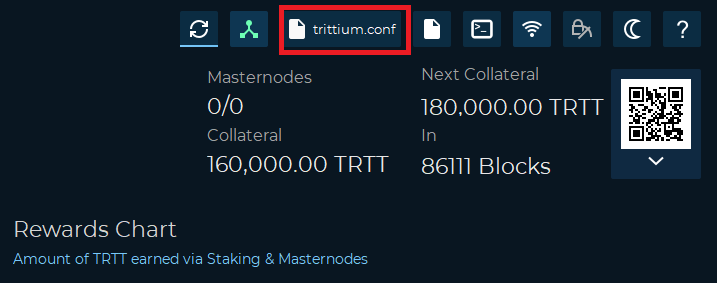 trittium.conf
?
Masternodes
0/0
Collateral
160,000.00 TRTT
Next Collateral
180,000.00 TRTT
In
86111 Blocks
Rewards Chart
Amount of TRTT earned via Staking & Masternodes